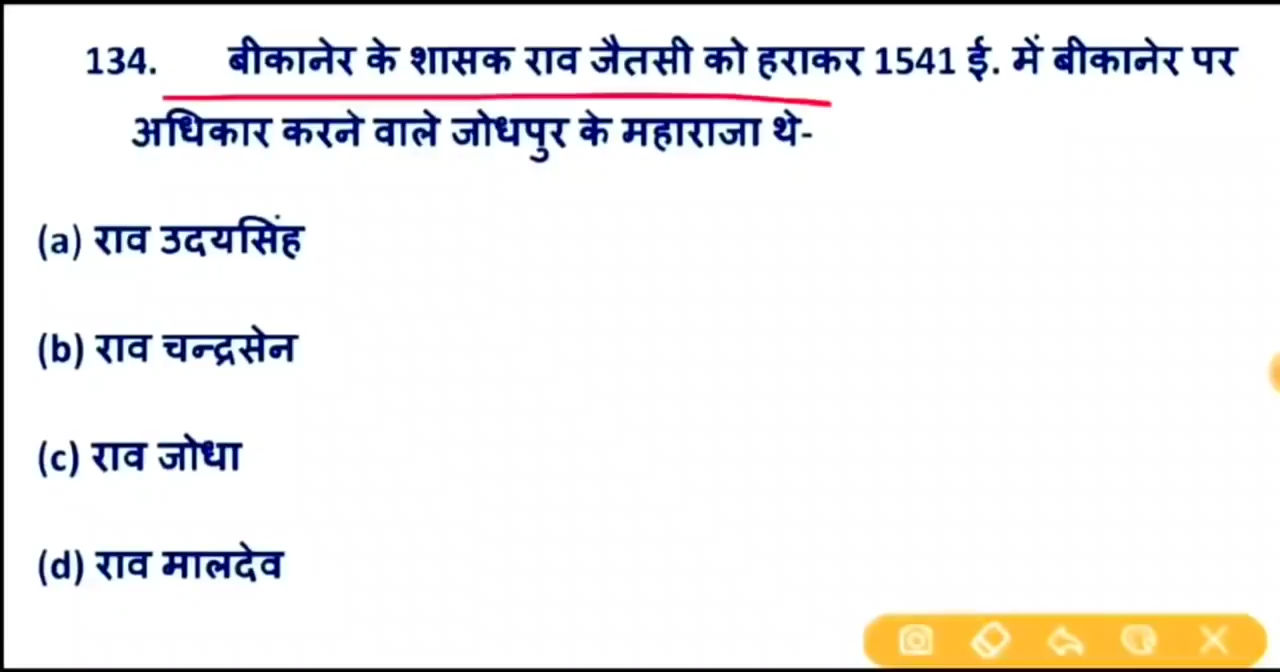 134. बीकानेर के शासक राव जैतसी को हराकर 1541 ई. में बीकानेर पर
अधिकार करने वाले जोधपुर के महाराजा थे-
(a) राव उदयसिंह
(b) राव चन्द्रसेन
(c) राव जोधा
(d) राव मालदेव